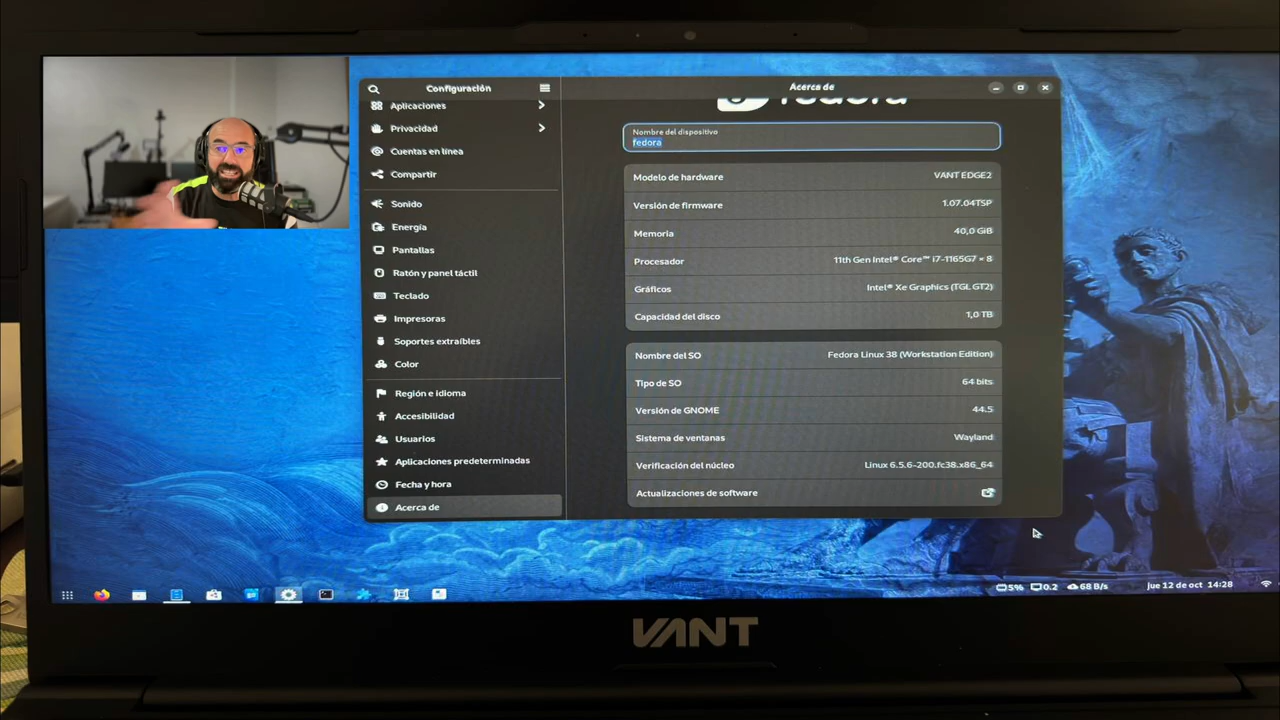 Configuración
Aplicaciones
Privacidad
Cuentas en línea
Compartir
Sonido
Energía
Pantallas
Ratón y panel táctil
Teclado
Impresoras
Soportes extraíbles
Color
Región e idioma
Accesibilidad
Usuarios
Aplicaciones predeterminadas
Fecha y hora
Acerca de
Acerca de
fedora
Nombre del dispositivo
fedora
Modelo de hardware VANT EDGE2
Versión de firmware 1.07.04TSP
Memoria 40,0 GiB
Procesador 11th Gen Intel® Core™ i7-1165G7 × 8
Gráficos Intel® Xe Graphics (TGL GT2)
Capacidad del disco 1,0 TB
Nombre del SO Fedora Linux 38 (Workstation Edition)
Tipo de SO 64 bits
Versión de GNOME 44.5
Sistema de ventanas Wayland
Verificación del núcleo Linux 6.5.6-200.fc38.x86_64
Actualizaciones de software
5% 0.2 68 B/s jue 12 de oct 14:28
VANT